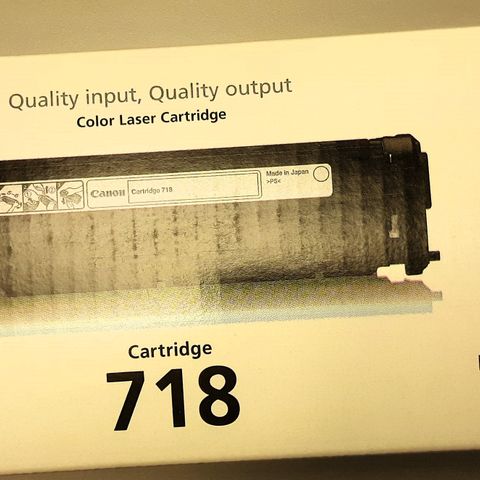 Quality input, Quality output
Color Laser Cartridge
Canon Cartridge 718
Made in Japan
>PS<
Cartridge
718